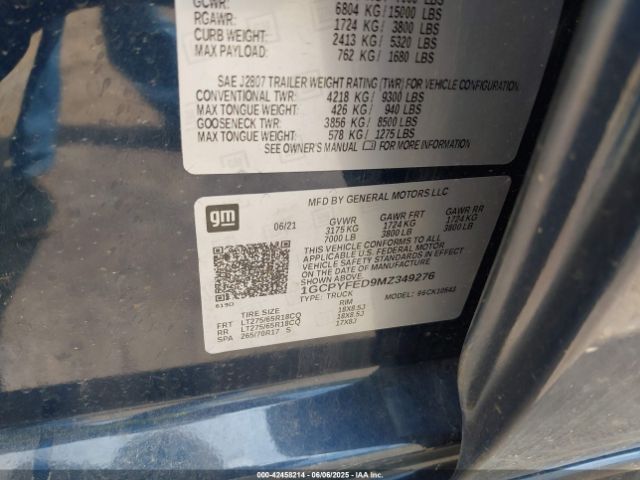 GCWR: 6804 KG/ 15000 LBS
RGAWR: 1724 KG / 3800 LBS
CURB WEIGHT: 2413 KG/ 5320 LBS
MAX PAYLOAD: 762 KG/ 1680 LBS
SAE J2807 TRAILER WEIGHT RATING (TWR) FOR VEHICLE CONFIGURATION.
CONVENTIONAL TWR: 4218 KG/ 9300 LBS
MAX TONGUE WEIGHT: 426 KG/ 940 LBS
GOOSENECK TWR: 3856 KG/ 8500 LBS
MAX TONGUE WEIGHT: 578 KG/ 1275 LBS
SEE OWNER'S MANUAL FOR MORE INFORMATION
gm
MFD BY GENERAL MOTORS LLC
06/21 GVWR GAWR FRT GAWR RR
3175 KG 1724 KG 1724 KG
7000 LB 3800 LB 3800 LB
THIS VEHICLE CONFORMS TO ALL
APPLICABLE U.S. FEDERAL MOTOR
VEHICLE SAFETY STANDARDS IN
EFFECT ON THE DATE OF MANUFACTURE
SHOWN ABOVE.
1GCPYFED9MZ349276
TYPE: TRUCK MODEL:
TIRE SIZE RIM
FRT LT275/65R18CQ 18X8.5J
RR LT275/65R18CQ 18X8.5J
SPA 265/70R17 S 17X8J
© IAA - 42458214 - 06/06/2025 - IAAI.com